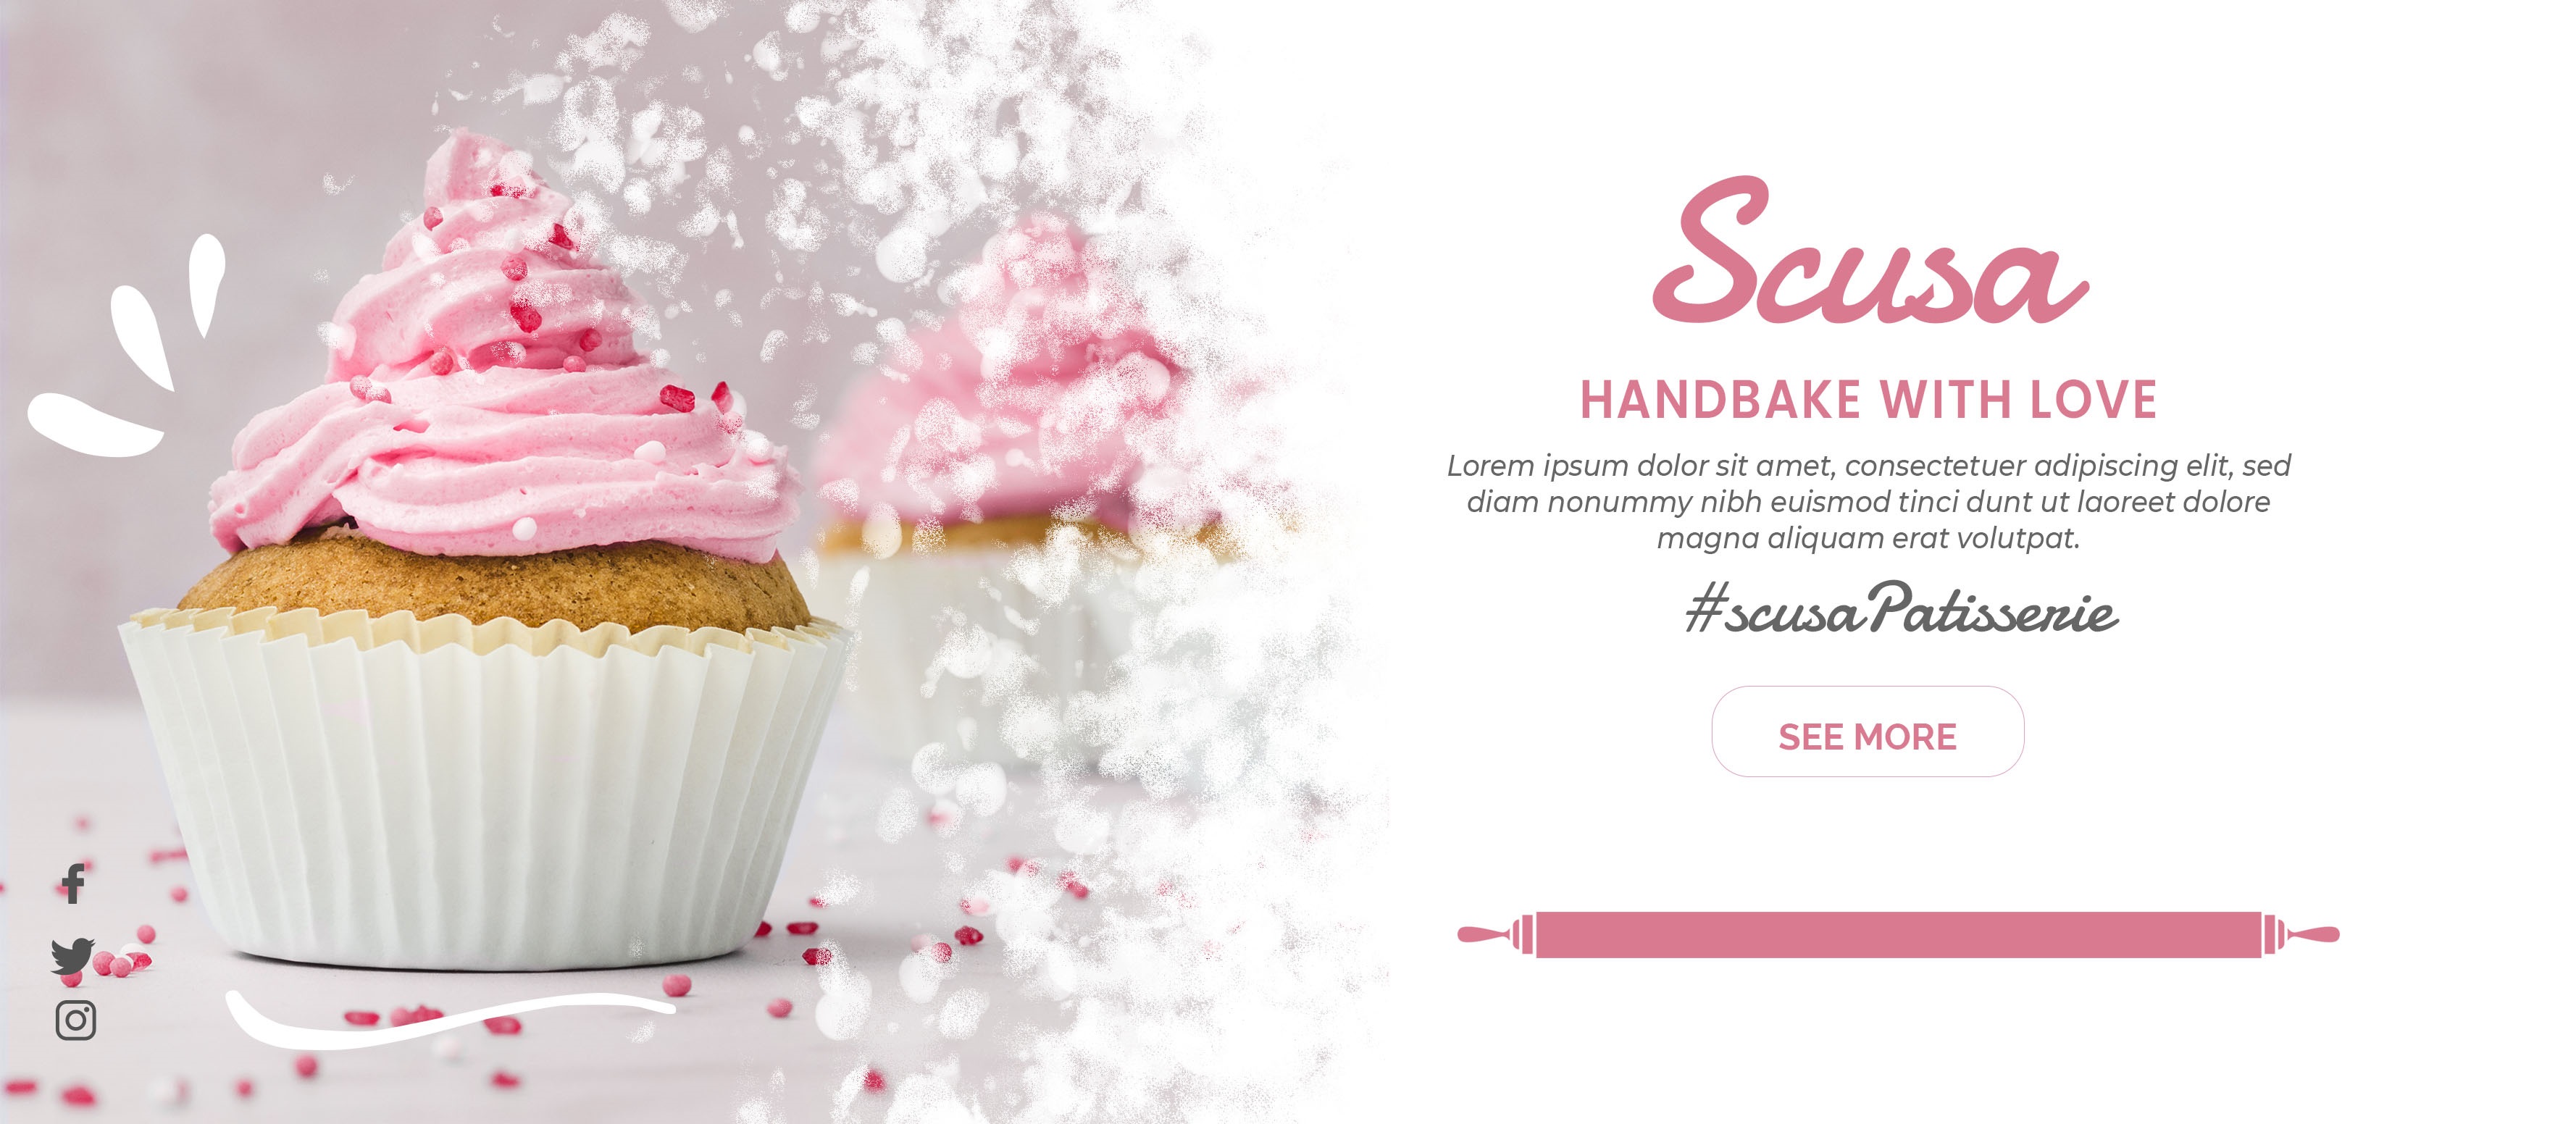 Scusa
HANDBAKE WITH LOVE
Lorem ipsum dolor sit amet, consectetuer adipiscing elit, sed
diam nonummy nibh euismod tinci dunt ut laoreet dolore
magna aliquam erat volutpat.
#scusaPatisserie
SEE MORE